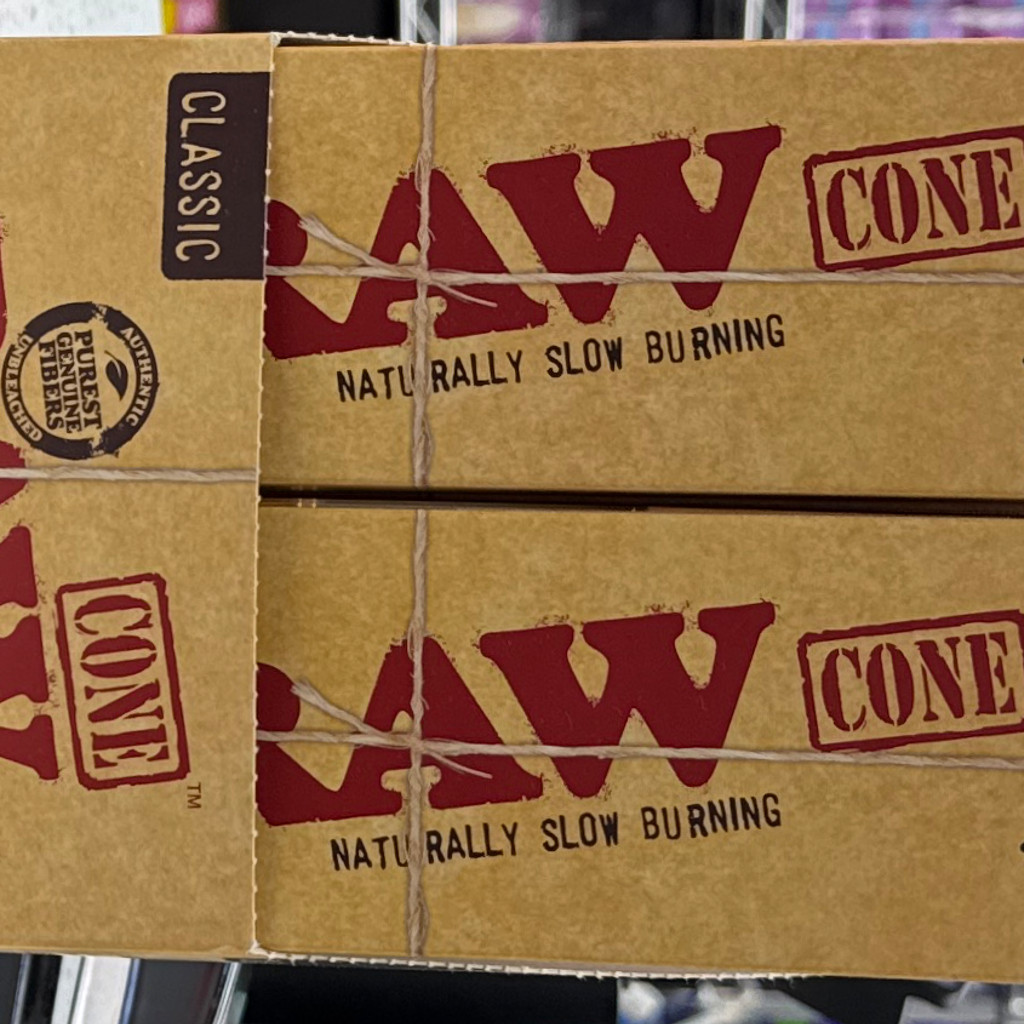 CLASSIC
AUTHENTIC
PUREST
GENUINE
FIBERS
UNBLEACHED
CONE
TM
RAW
CONE
NATURALLY SLOW BURNING
RAW
CONE
NATURALLY SLOW BURNING